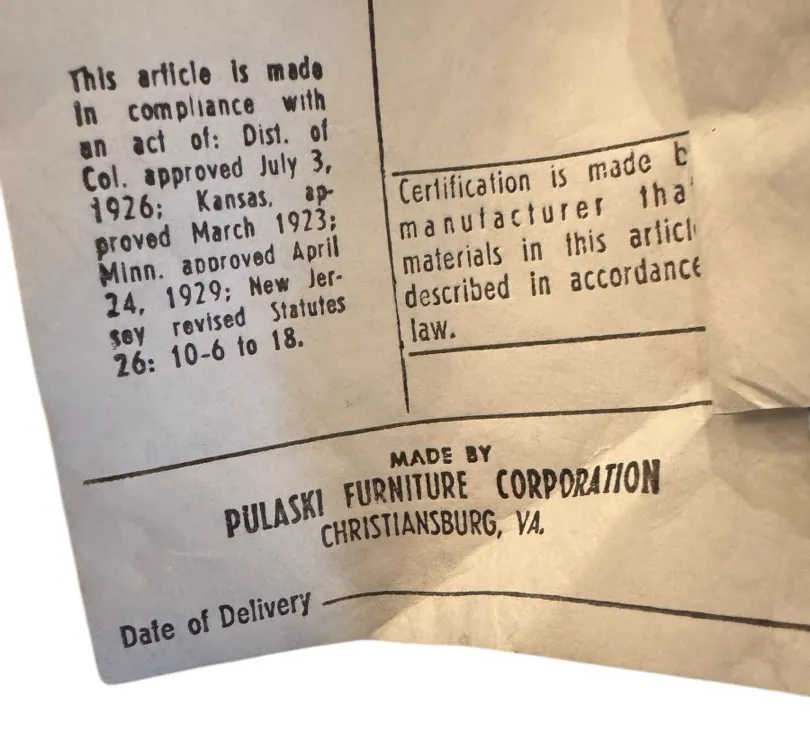 This article is made
in compliance with
an act of: Dist. of
Col. approved July 3,
1926; Kansas, ap-
proved March 1923;
Minn. approved April
24, 1929; New Jer-
sey revised Statutes
26: 10-6 to 18.
Certification is made b
manufacturer tha
materials in this articl
described in accordance
law.
MADE BY
PULASKI FURNITURE CORPORATION
CHRISTIANSBURG, VA.
Date of Delivery